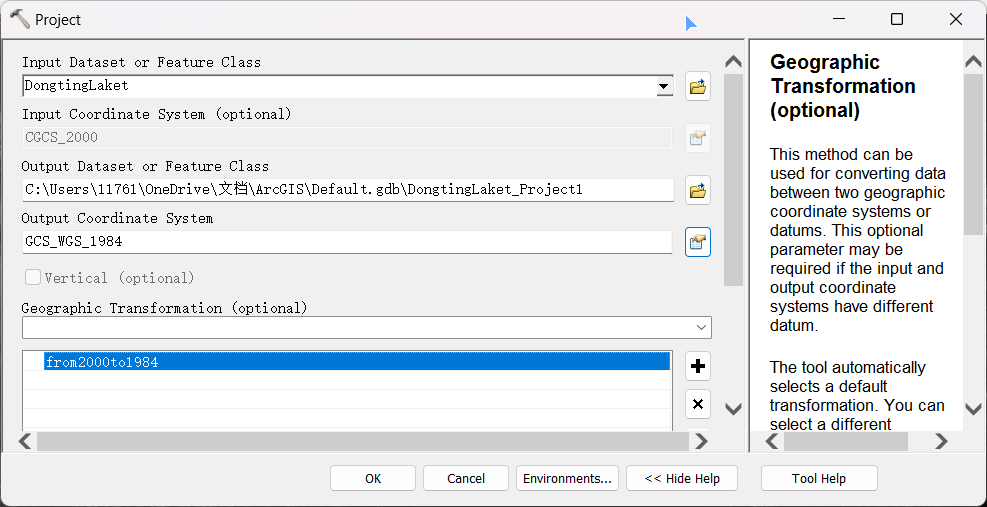 Project
Input Dataset or Feature Class
DongtingLaket
Input Coordinate System (optional)
CGCS_2000
Output Dataset or Feature Class
C:\Users\11761\OneDrive\文档\ArcGIS\Default.gdb\DongtingLaket_Project1
Output Coordinate System
GCS_WGS_1984
Vertical (optional)
Geographic Transformation (optional)
from2000to1984
OK
Cancel
Environments...
<< Hide Help
Geographic
Transformation
(optional)
This method can be
used for converting data
between two geographic
coordinate systems or
datums. This optional
parameter may be
required if the input and
output coordinate
systems have different
datum.
The tool automatically
selects a default
transformation. You can
select a different
Tool Help